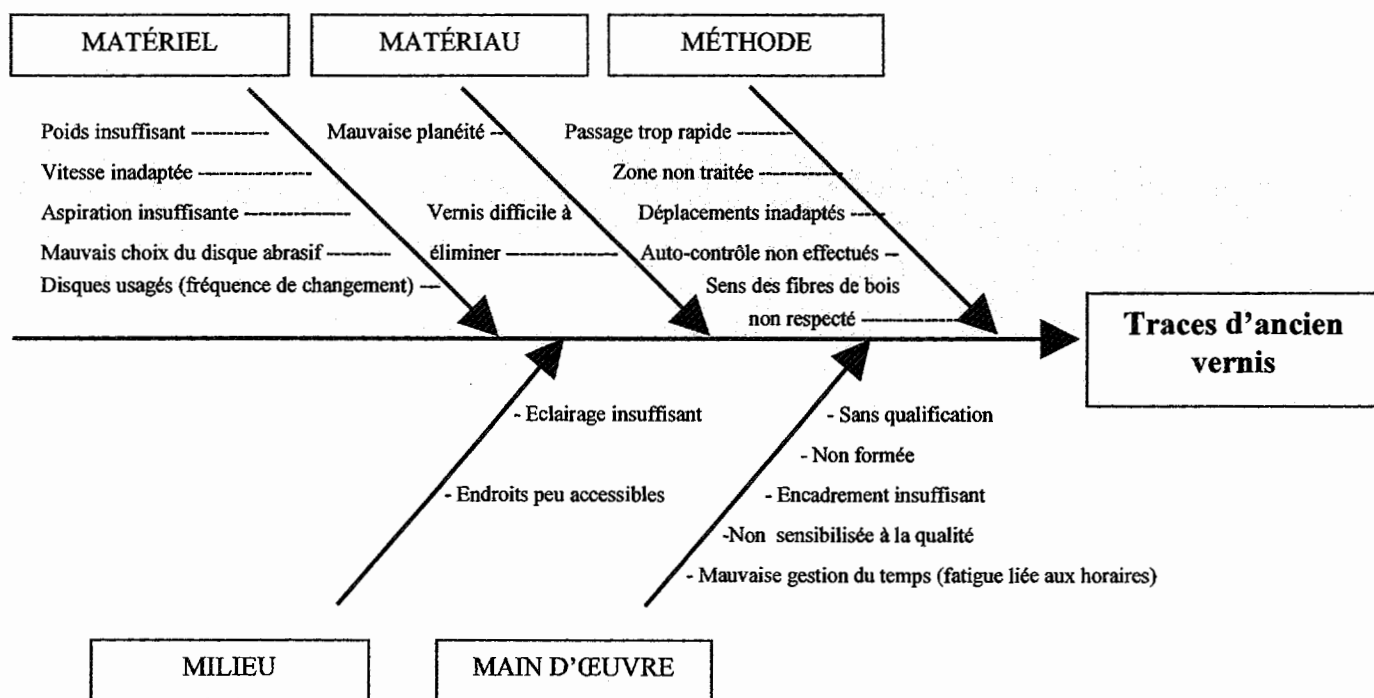 MATÉRIEL
MATÉRIAU
MÉTHODE
Poids insuffisant
Vitesse inadaptée
Aspiration insuffisante
Mauvais choix du disque abrasif
Disques usagés (fréquence de changement)
Mauvaise planéité
Vernis difficile à
éliminer
Passage trop rapide
Zone non traitée
Déplacements inadaptés
Auto-contrôle non effectués
Sens des fibres de bois
non respecté
Traces d'ancien
vernis
- Eclairage insuffisant
- Endroits peu accessibles
- Sans qualification
- Non formée
- Encadrement insuffisant
-Non sensibilisée à la qualité
- Mauvaise gestion du temps (fatigue liée aux horaires)
MILIEU
MAIN D'ŒUVRE